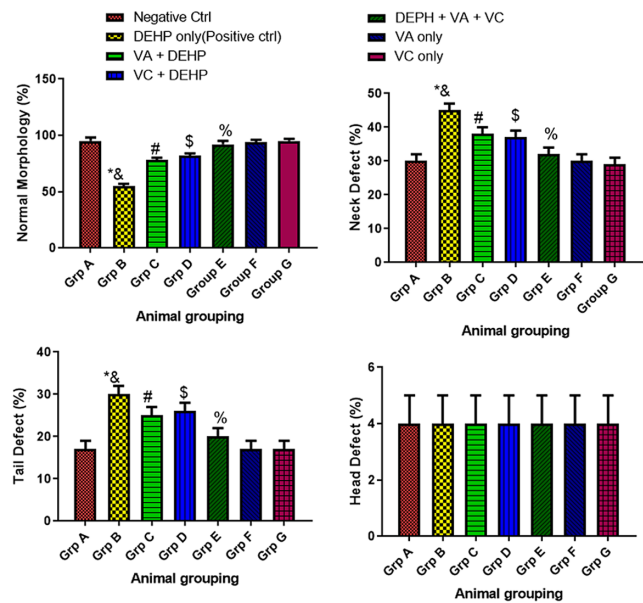 Negative Ctrl
DEHP only(Positive ctrl)
VA + DEHP
VC + DEHP
DEPH + VA + VC
VA only
VC only
Normal Morphology (%)
150
100
50
0
*& # $ %
Grp A Grp B Grp C Grp D Group E Group F Group G
Animal grouping
Neck Defect (%)
50
40
30
20
10
0
*& # $ %
Grp A Grp B Grp C Grp D Grp E Grp F Group G
Animal grouping
Tail Defect (%)
40
30
20
10
0
*& # $ %
Grp A Grp B Grp C Grp D Grp E Grp F Grp G
Animal grouping
Head Defect (%)
6
4
2
0
Grp A Grp B Grp C Grp D Grp E Grp F Grp G
Animal grouping